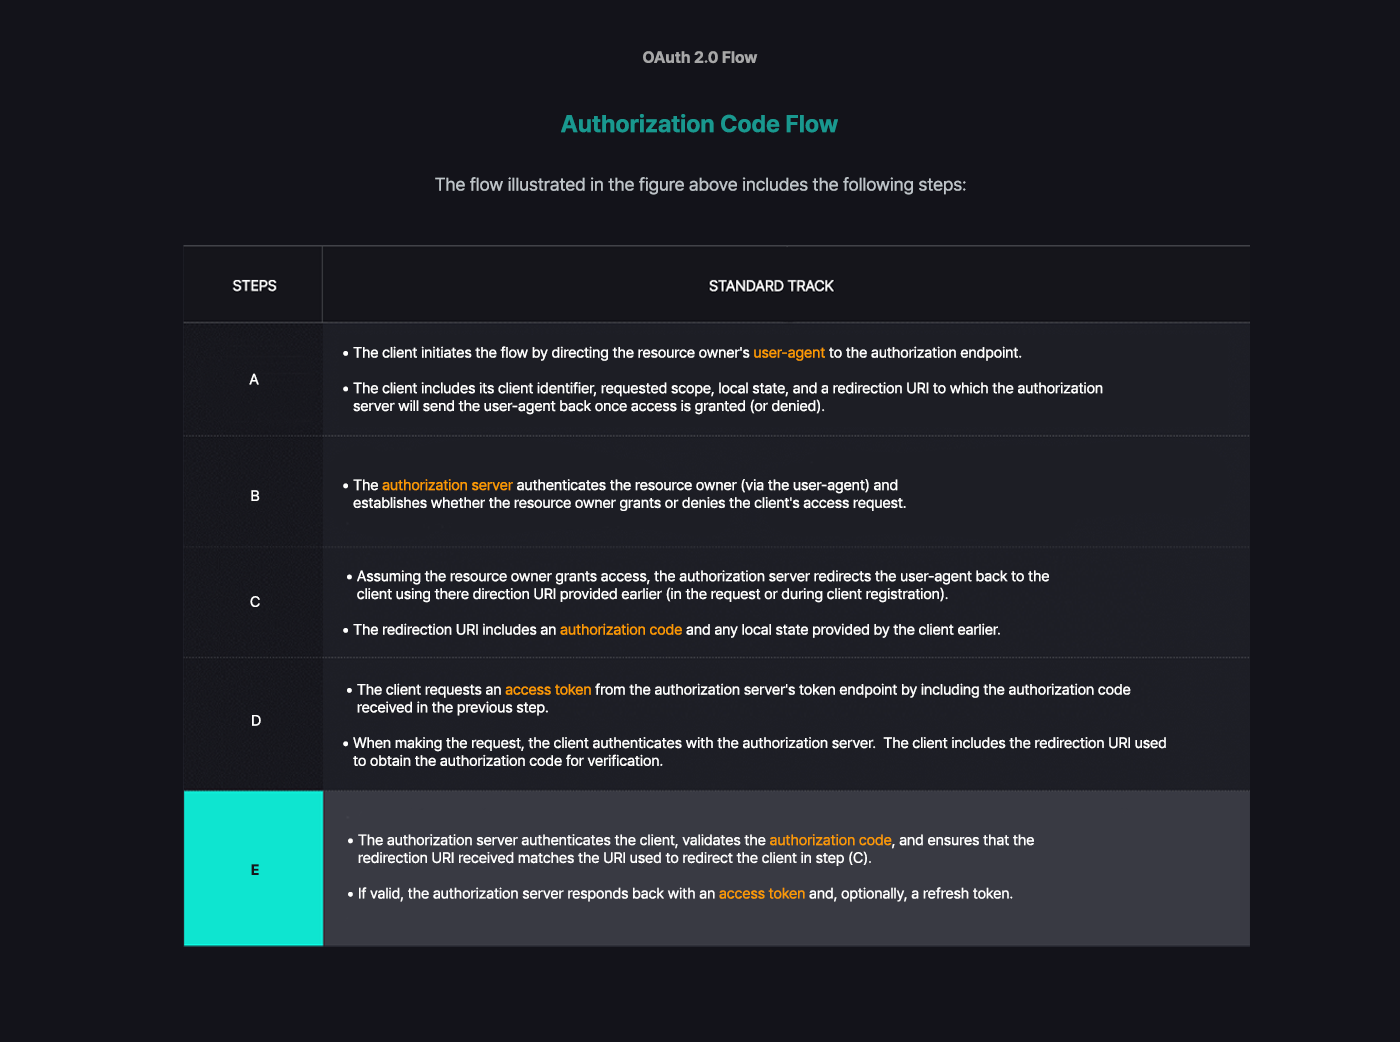 OAuth 2.0 Flow
Authorization Code Flow
The flow illustrated in the figure above includes the following steps:
STEPS
STANDARD TRACK
A
• The client initiates the flow by directing the resource owner's user-agent to the authorization endpoint.
• The client includes its client identifier, requested scope, local state, and a redirection URI to which the authorization
server will send the user-agent back once access is granted (or denied).
B
• The authorization server authenticates the resource owner (via the user-agent) and
establishes whether the resource owner grants or denies the client's access request.
C
• Assuming the resource owner grants access, the authorization server redirects the user-agent back to the
client using there direction URI provided earlier (in the request or during client registration).
• The redirection URI includes an authorization code and any local state provided by the client earlier.
D
• The client requests an access token from the authorization server's token endpoint by including the authorization code
received in the previous step.
• When making the request, the client authenticates with the authorization server.  The client includes the redirection URI used
to obtain the authorization code for verification.
E
• The authorization server authenticates the client, validates the authorization code, and ensures that the
redirection URI received matches the URI used to redirect the client in step (C).
• If valid, the authorization server responds back with an access token and, optionally, a refresh token.